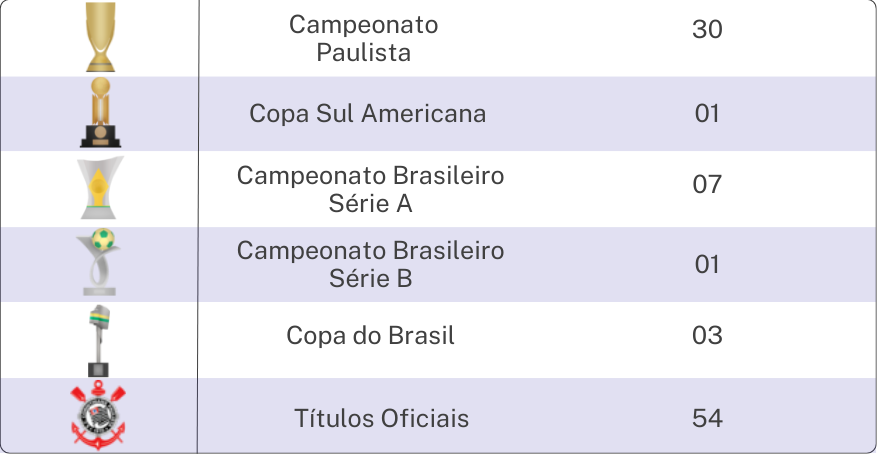 Campeonato
Paulista
30
Copa Sul Americana
01
Campeonato Brasileiro
Série A
07
Campeonato Brasileiro
Série B
01
Copa do Brasil
03
Títulos Oficiais
54